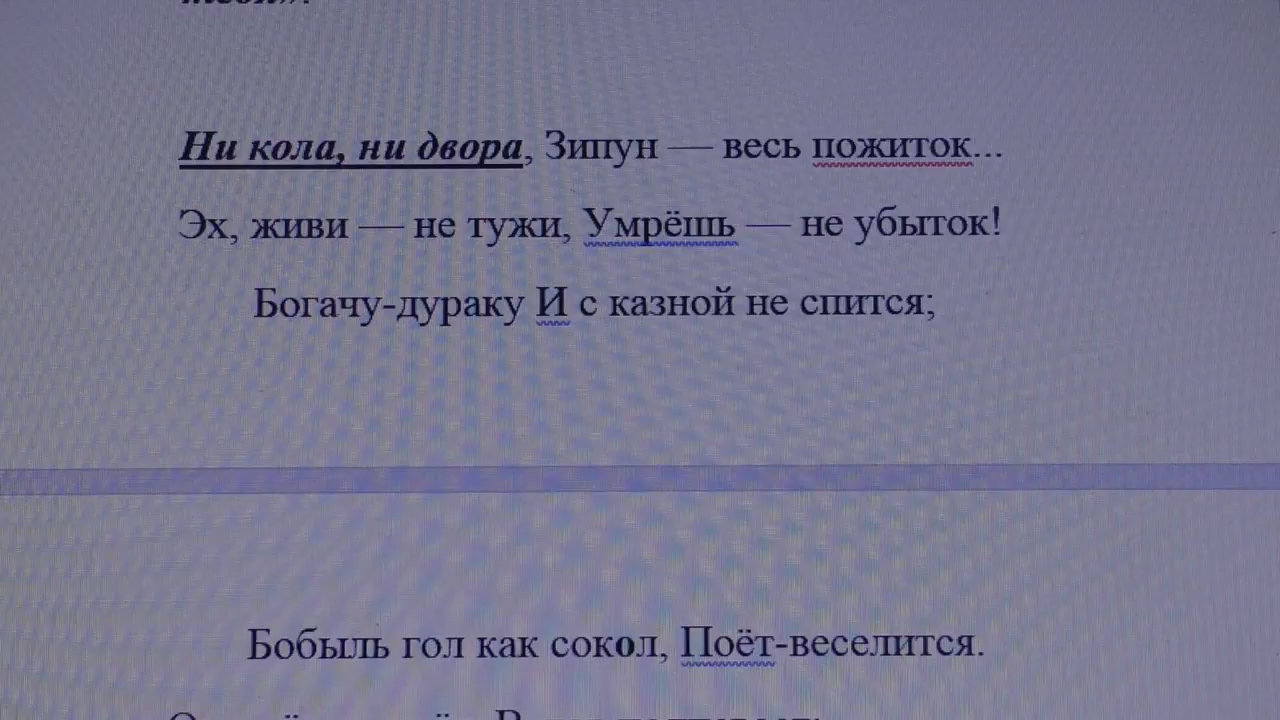 Ни кола, ни двора, Зипун — весь пожиток...
Эх, живи — не тужи, Умрёшь — не убыток!
Богачу-дураку И с казной не спится;
Бобыль гол как сокол, Поёт-веселится.